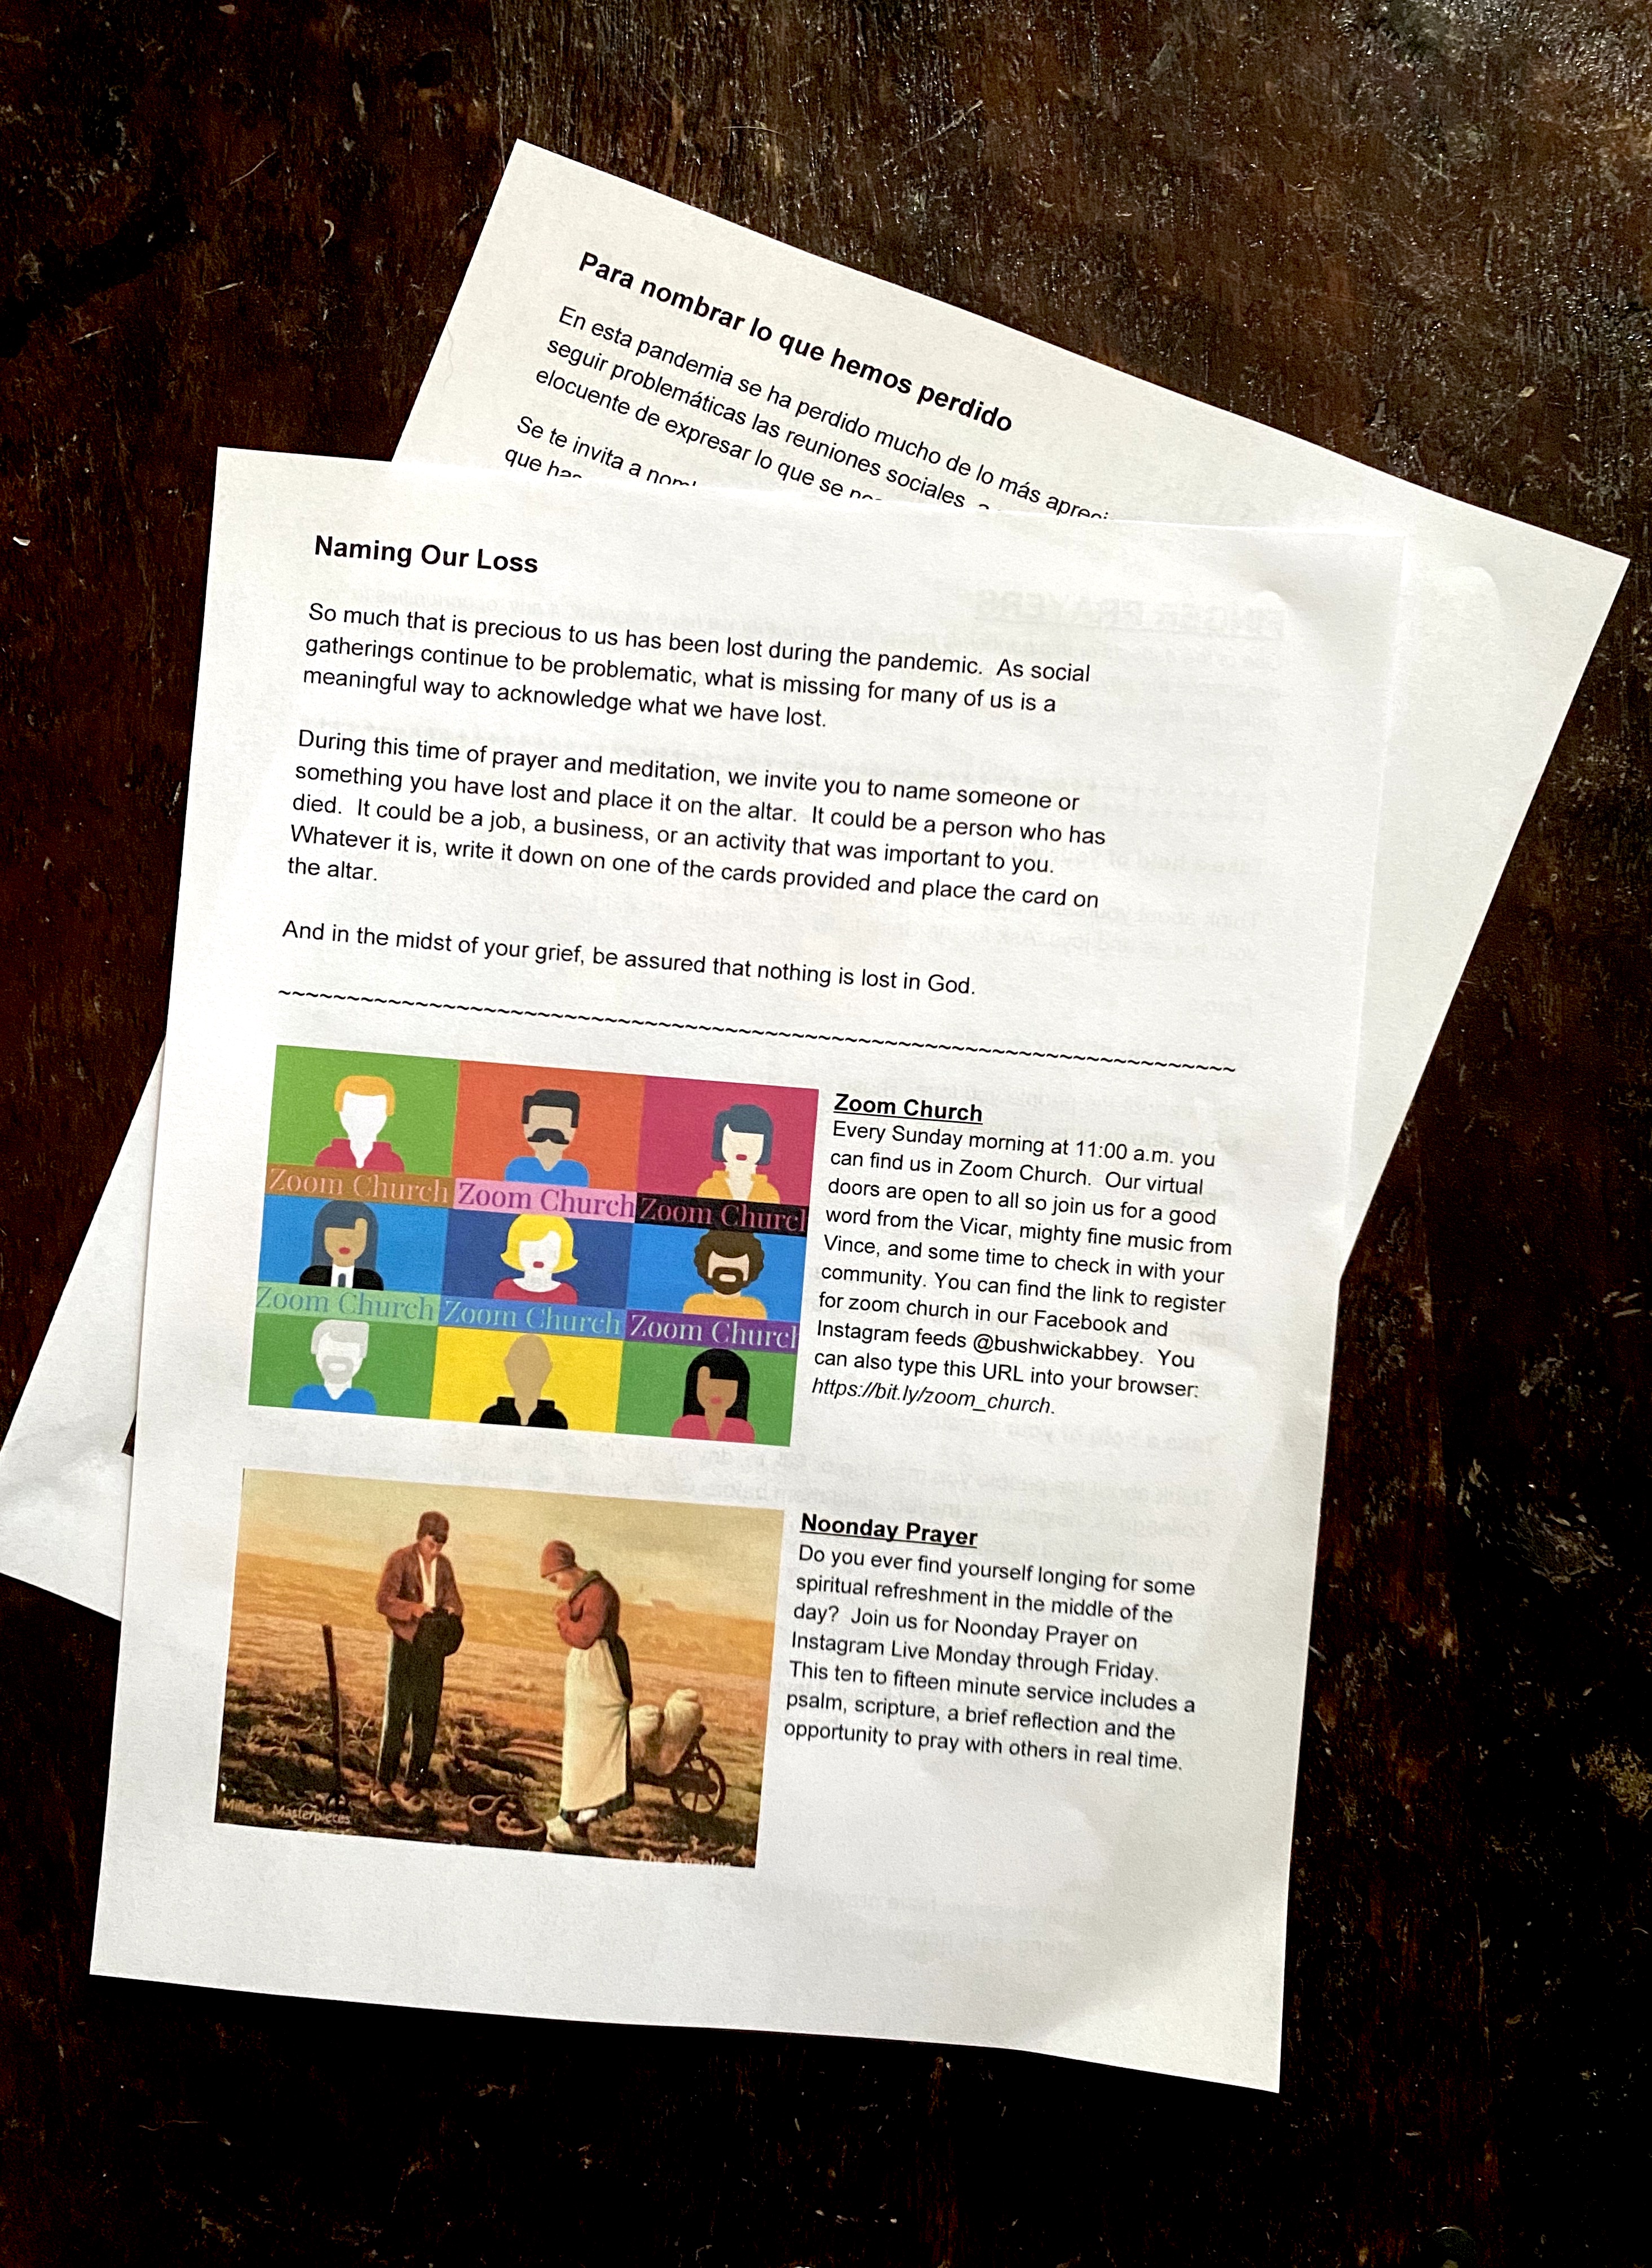 Para nombrar lo que hemos perdido
En esta pandemia se ha perdido mucho de lo más
seguir problemáticas las reuniones sociales,
elocuente de expresar lo que se
Se te invita a
que
Naming Our Loss
So much that is precious to us has been lost during the pandemic. As social
gatherings continue to be problematic, what is missing for many of us is a
meaningful way to acknowledge what we have lost.
During this time of prayer and meditation, we invite you to name someone or
something you have lost and place it on the altar. It could be a person who has
died. It could be a job, a business, or an activity that was important to you.
Whatever it is, write it down on one of the cards provided and place the card on
the altar.
And in the midst of your grief, be assured that nothing is lost in God.
~~~~~~~~~~~~~~~~~~~~~~~~~~~~~~~~~~~~~~~~~~~~~~~~~~~~~~~~~~~~~~~~~~~~~~
Zoom Church Zoom Church Zoom Churcl
Zoom Church Zoom Church Zoom Churcl
Zoom Church
Every Sunday morning at 11:00 a.m. you
can find us in Zoom Church. Our virtual
doors are open to all so join us for a good
word from the Vicar, mighty fine music from
Vince, and some time to check in with your
community. You can find the link to register
for zoom church in our Facebook and
Instagram feeds @bushwickabbey. You
can also type this URL into your browser:
https://bit.ly/zoom_church.
Millet's Masterpieces
The Angelus
Noonday Prayer
Do you ever find yourself longing for some
spiritual refreshment in the middle of the
day? Join us for Noonday Prayer on
Instagram Live Monday through Friday.
This ten to fifteen minute service includes a
psalm, scripture, a brief reflection and the
opportunity to pray with others in real time.